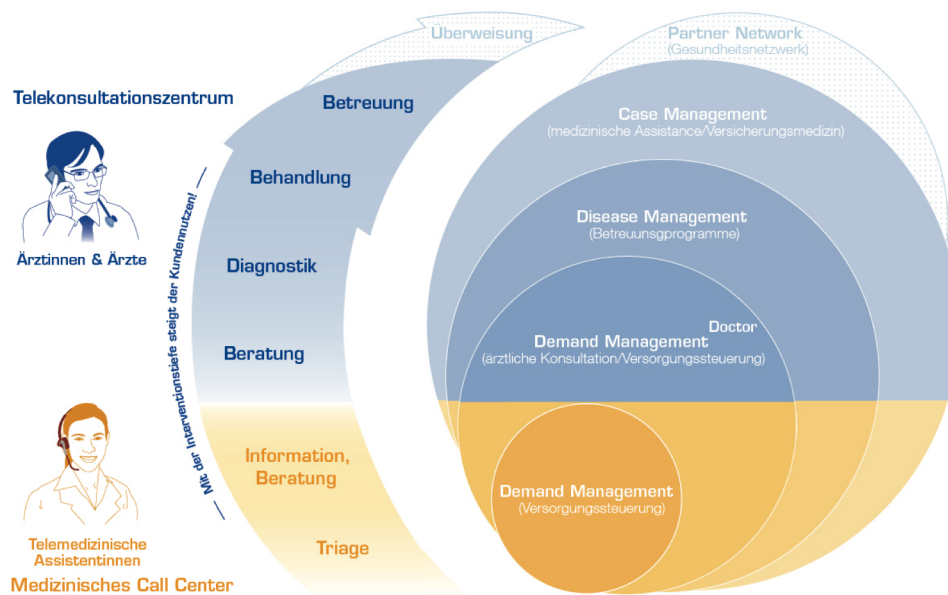 Telekonsultationszentrum
Ärztinnen & Ärzte
Telemedizinische
Assistentinnen
Medizinisches Call Center
Mit der Interventionstiefe steigt der Kundennutzen!
Überweisung
Betreuung
Behandlung
Diagnostik
Beratung
Information,
Beratung
Triage
Partner Network
(Gesundheitsnetzwerk)
Case Management
(medizinische Assistance/Versicherungsmedizin)
Disease Management
(Betreuunsgprogramme)
Doctor
Demand Management
(ärztliche Konsultation/Versorgungssteuerung)
Demand Management
(Versorgungssteuerung)